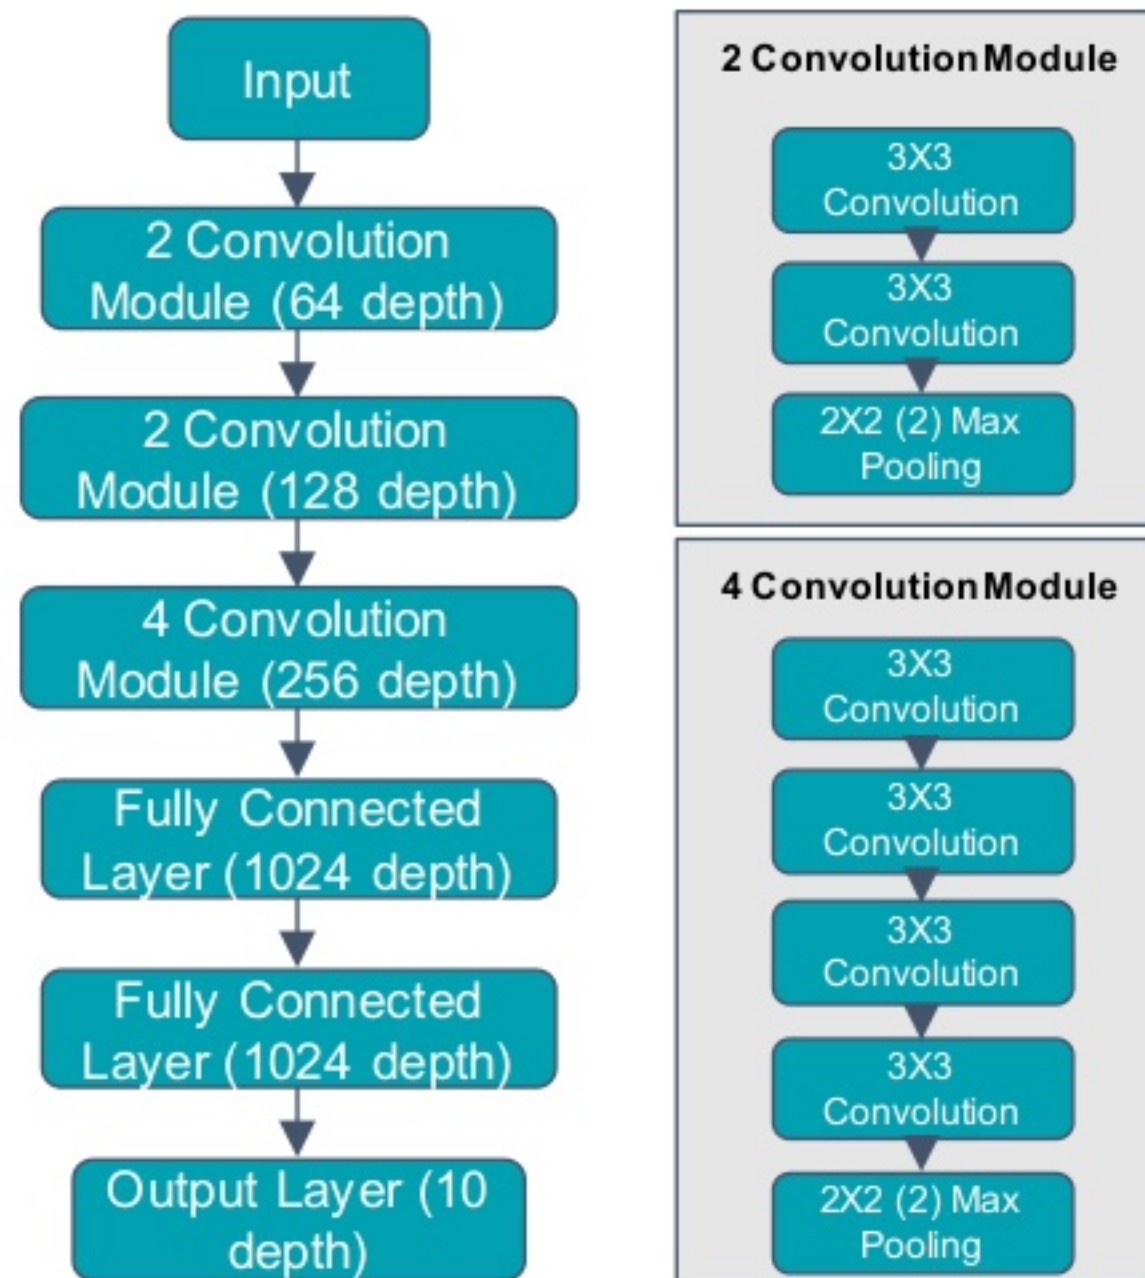 Input
2 Convolution
Module (64 depth)
2 Convolution
Module (128 depth)
4 Convolution
Module (256 depth)
Fully Connected
Layer (1024 depth)
Fully Connected
Layer (1024 depth)
Output Layer (10
depth)
2 Convolution Module
3X3
Convolution
3X3
Convolution
2X2 (2) Max
Pooling
4 Convolution Module
3X3
Convolution
3X3
Convolution
3X3
Convolution
3X3
Convolution
2X2 (2) Max
Pooling